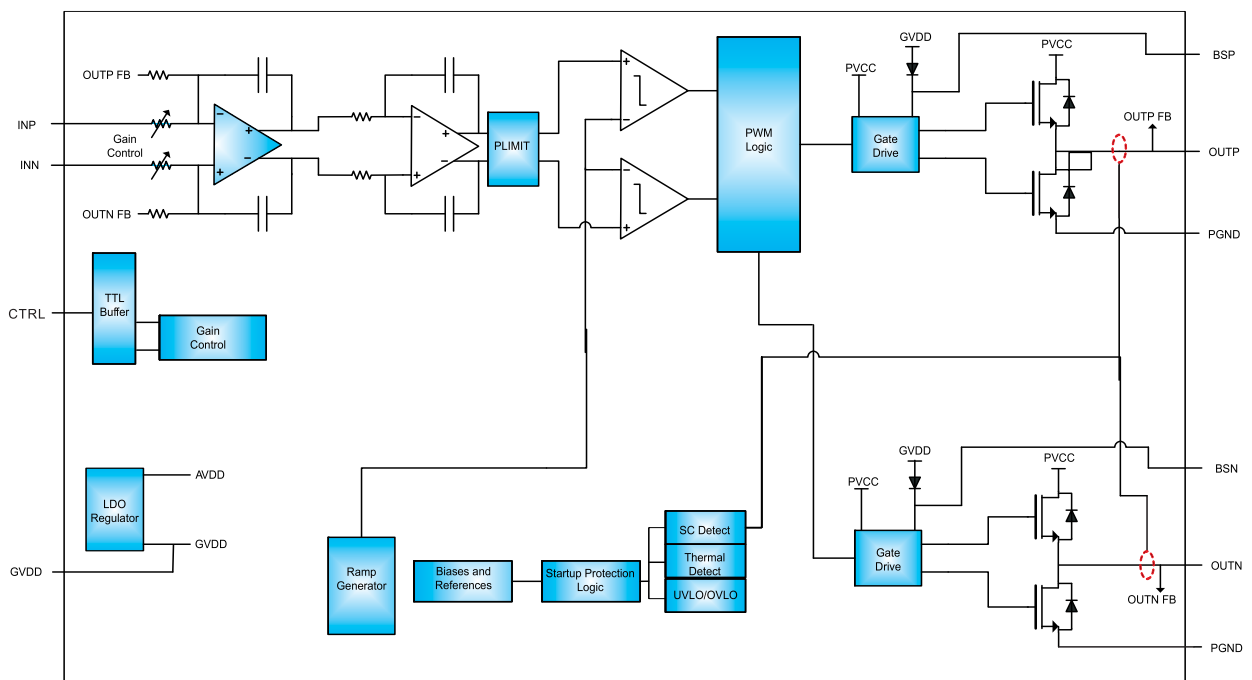 GVDD
PVCC
BSP
PVCC
OUTP FB
OUTP FB
INP
Gain
Control
INN
PLIMIT
PWM
Logic
Gate
Drive
OUTP
OUTN FB
PGND
TTL
Buffer
CTRL
Gain
Control
GVDD
PVCC
PVCC
BSN
AVDD
LDO
Regulator
GVDD
GVDD
Ramp
Generator
Biases and
References
Startup Protection
Logic
SC Detect
Thermal
Detect
UVLO/OVLO
Gate
Drive
OUTN
OUTN FB
PGND